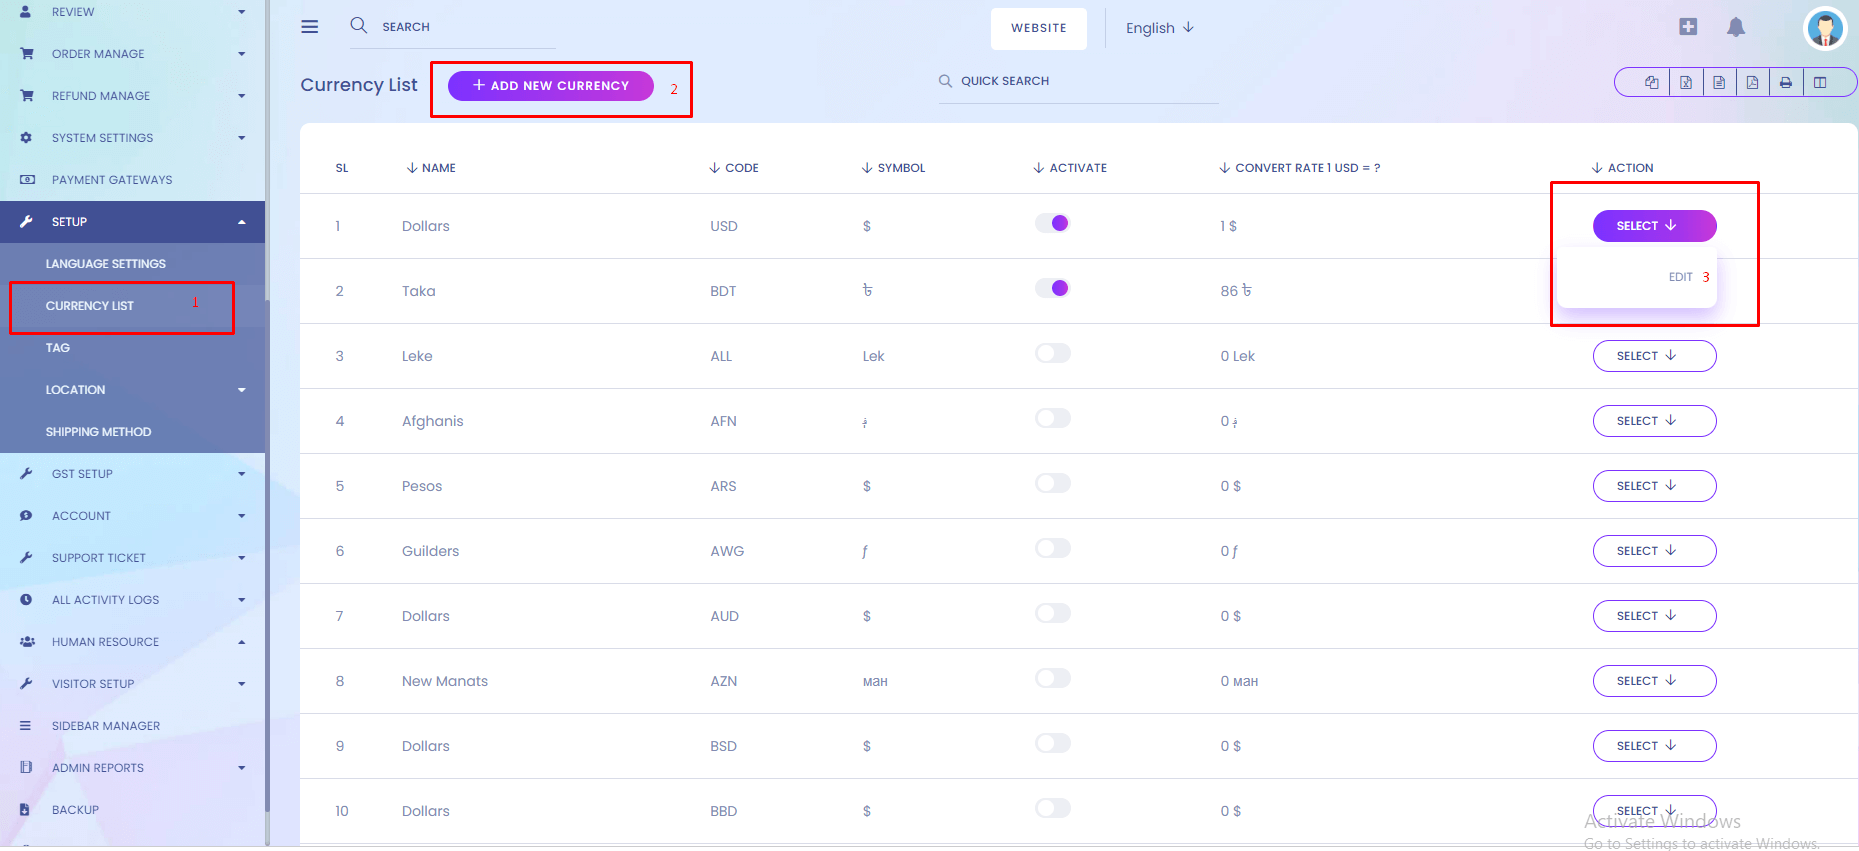 REVIEW
ORDER MANAGE
REFUND MANAGE
SYSTEM SETTINGS
PAYMENT GATEWAYS
SETUP
LANGUAGE SETTINGS
CURRENCY LIST 1
TAG
LOCATION
SHIPPING METHOD
GST SETUP
ACCOUNT
SUPPORT TICKET
ALL ACTIVITY LOGS
HUMAN RESOURCE
VISITOR SETUP
SIDEBAR MANAGER
ADMIN REPORTS
BACKUP
SEARCH WEBSITE English
Currency List + ADD NEW CURRENCY 2 QUICK SEARCH
SL NAME CODE SYMBOL ACTIVATE CONVERT RATE 1 USD = ? ACTION
1 Dollars USD $ 1 $ SELECT
EDIT 3
2 Taka BDT ৳ 86 ৳
3 Leke ALL Lek 0 Lek SELECT
4 Afghanis AFN ؋ 0 ؋ SELECT
5 Pesos ARS $ 0 $ SELECT
6 Guilders AWG ƒ 0 ƒ SELECT
7 Dollars AUD $ 0 $ SELECT
8 New Manats AZN ман 0 ман SELECT
9 Dollars BSD $ 0 $ SELECT
10 Dollars BBD $ 0 $ SELECT
Activate Windows
Go to Settings to activate Windows.